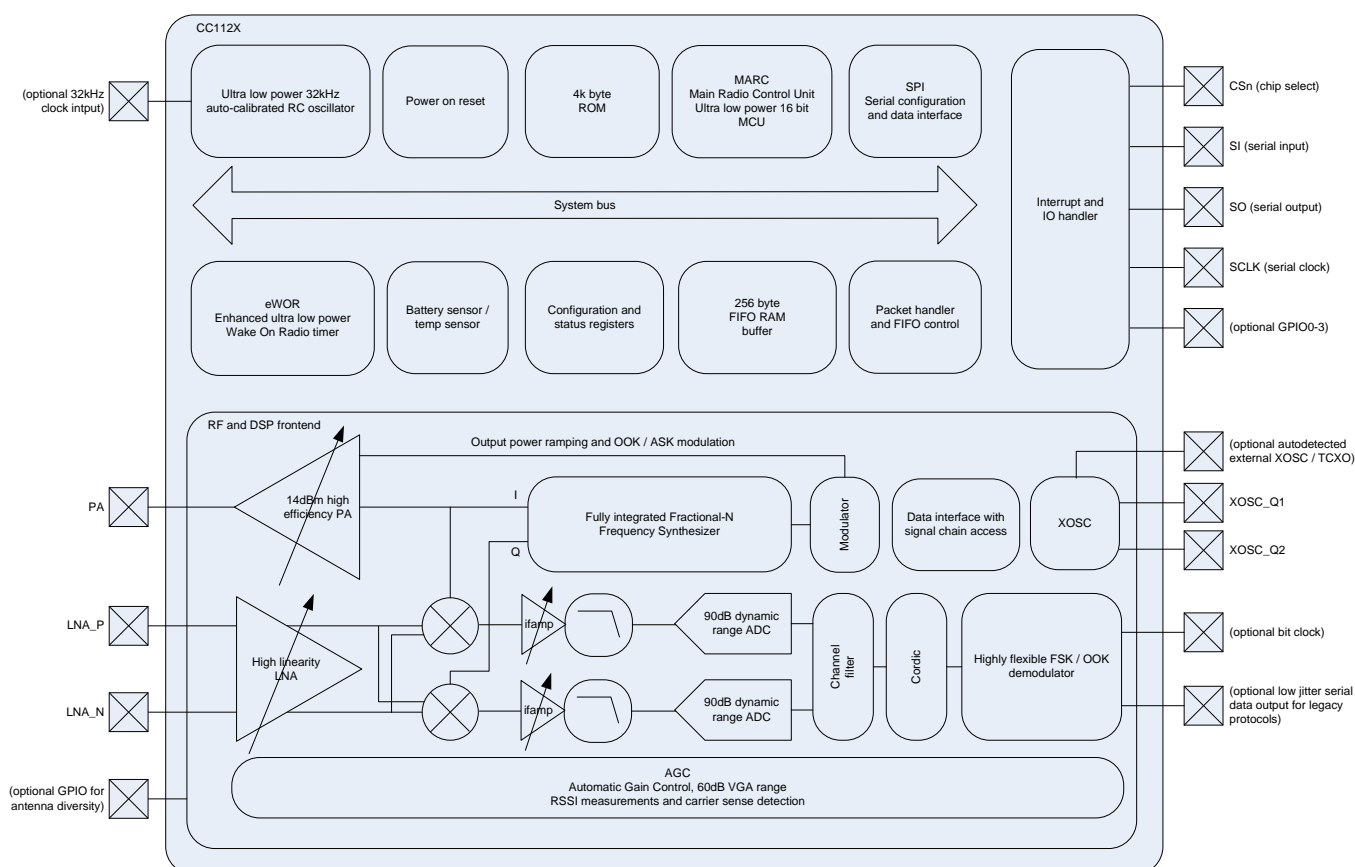 CC112X
(optional 32kHz
clock intput)
Ultra low power 32kHz
auto-calibrated RC oscillator
Power on reset
4k byte
ROM
MARC
Main Radio Control Unit
Ultra low power 16 bit
MCU
SPI
Serial configuration
and data interface
System bus
Interrupt and
IO handler
CSn (chip select)
SI (serial input)
SO (serial output)
SCLK (serial clock)
(optional GPIO0-3)
eWOR
Enhanced ultra low power
Wake On Radio timer
Battery sensor /
temp sensor
Configuration and
status registers
256 byte
FIFO RAM
buffer
Packet handler
and FIFO control
RF and DSP frontend
Output power ramping and OOK / ASK modulation
(optional autodetected
external XOSC / TCXO)
PA
14dBm high
efficiency PA
I
Q
Fully integrated Fractional-N
Frequency Synthesizer
Modulator
Data interface with
signal chain access
XOSC
XOSC_Q1
XOSC_Q2
LNA_P
LNA_N
High linearity
LNA
ifamp
ifamp
90dB dynamic
range ADC
90dB dynamic
range ADC
Channel
filter
Cordic
Highly flexible FSK / OOK
demodulator
(optional bit clock)
(optional low jitter serial
data output for legacy
protocols)
(optional GPIO for
antenna diversity)
AGC
Automatic Gain Control, 60dB VGA range
RSSI measurements and carrier sense detection